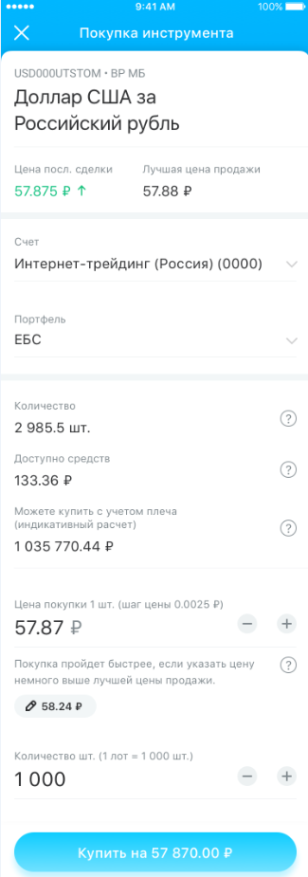 9:41 AM
100%
Покупка инструмента
USD000UTSTOM • ВР МБ
Доллар США за
Российский рубль
Цена посл. сделки Лучшая цена продажи
57.875 ₽ ↑ 57.88 ₽
Счет
Интернет-трейдинг (Россия) (0000)
Портфель
ЕБС
Количество
2 985.5 шт.
Доступно средств
133.36 ₽
Можете купить с учетом плеча
(индикативный расчет)
1 035 770.44 ₽
Цена покупки 1 шт. (шаг цены 0.0025 ₽)
57.87 ₽
Покупка пройдет быстрее, если указать цену
немного выше лучшей цены продажи.
58.24 ₽
Количество шт. (1 лот = 1 000 шт.)
1 000
Купить на 57 870.00 ₽